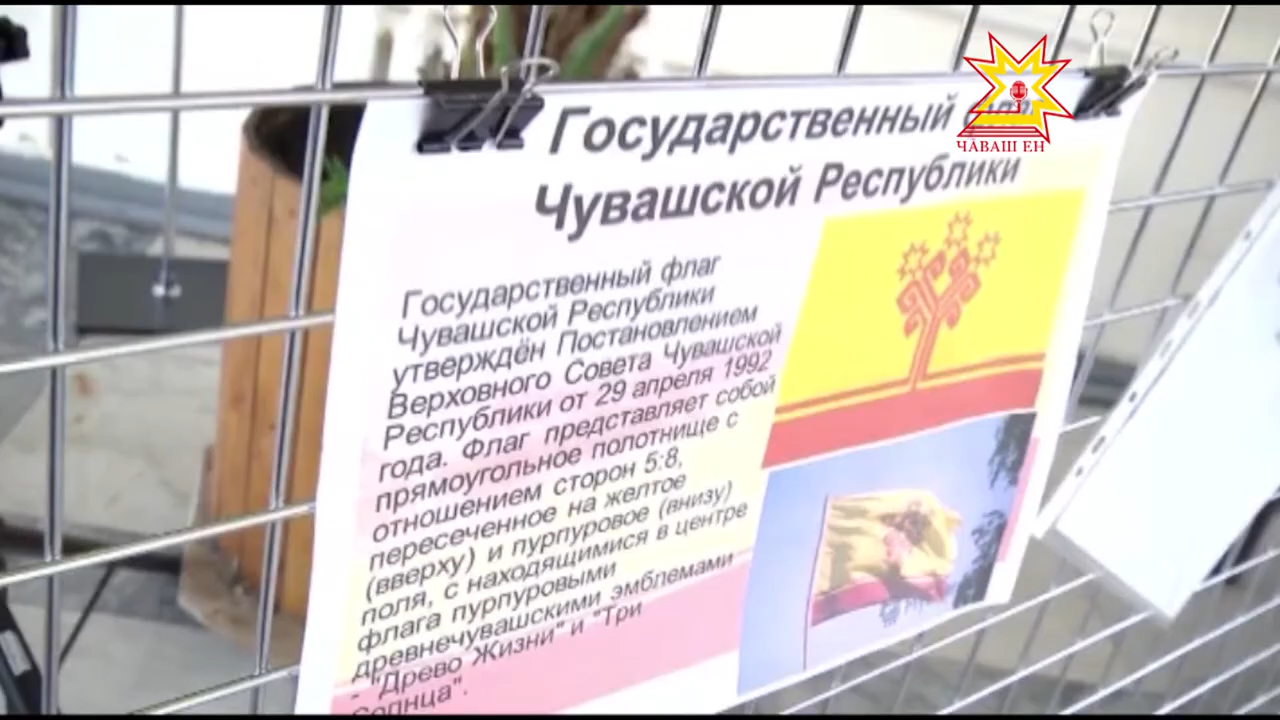 Государственный флаг
Чувашской Республики
Государственный флаг
Чувашской Республики
утверждён Постановлением
Верховного Совета Чувашской
Республики от 29 апреля 1992
года. Флаг представляет собой
прямоугольное полотнище с
отношением сторон 5:8,
пересеченное на желтое
(вверху) и пурпуровое (внизу)
поля, с находящимися в центре
флага пурпуровыми
древнечувашскими эмблемами
- "Древо Жизни" и "Три
Солнца".
ЧӐВАШ ЕН